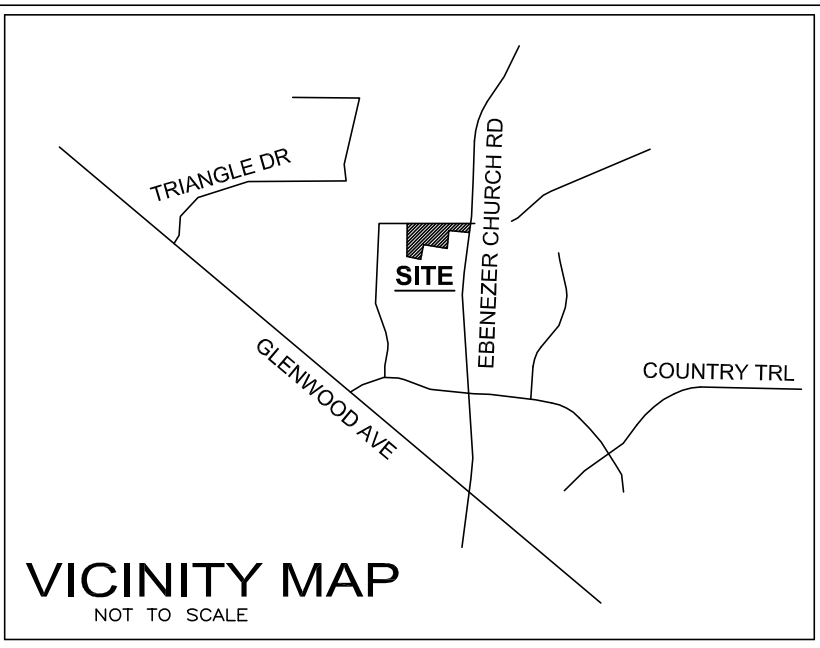 TRIANGLE DR
EBENEZER CHURCH RD
SITE
GLENWOOD AVE
COUNTRY TRL
VICINITY MAP
NOT TO SCALE